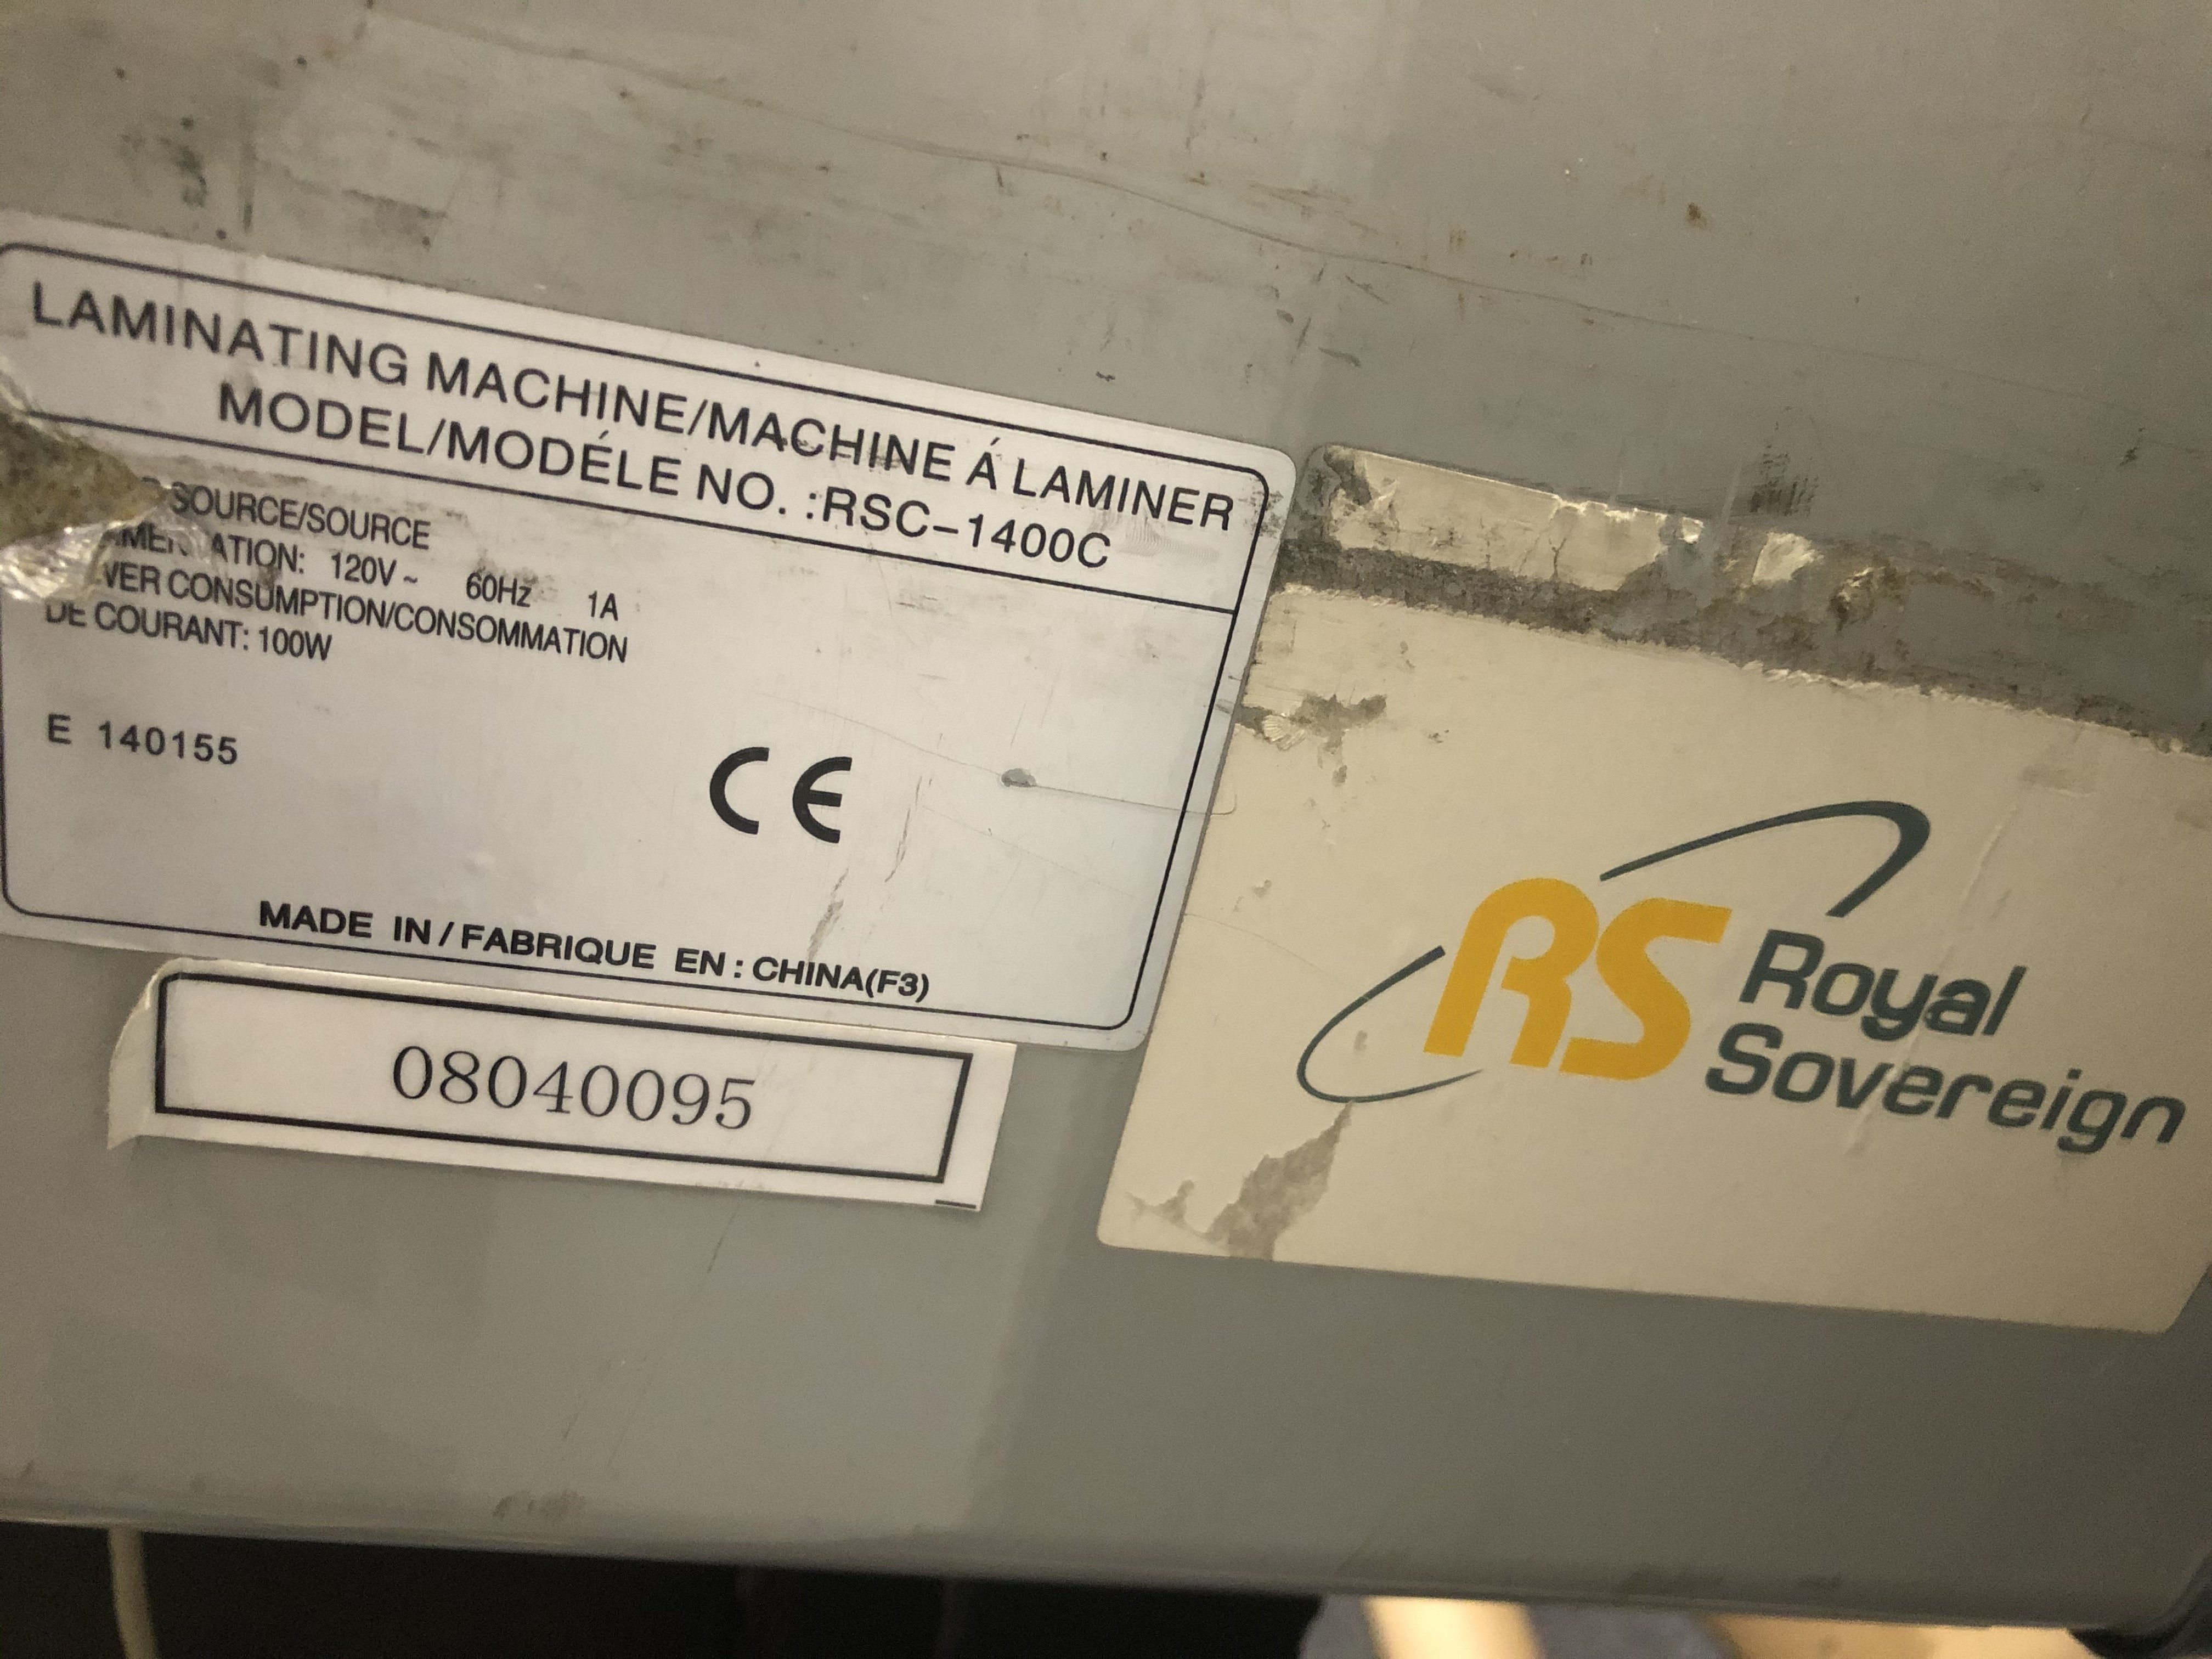 LAMINATING MACHINE/MACHINE Á LAMINER
MODEL/MODÉLE NO. :RSC-1400C
SOURCE/SOURCE
120V~ 60Hz 1A
CONSUMPTION/CONSOMMATION
DE COURANT: 100W
E 140155
CE
MADE IN / FABRIQUE EN : CHINA(F3)
08040095
RS Royal
Sovereign